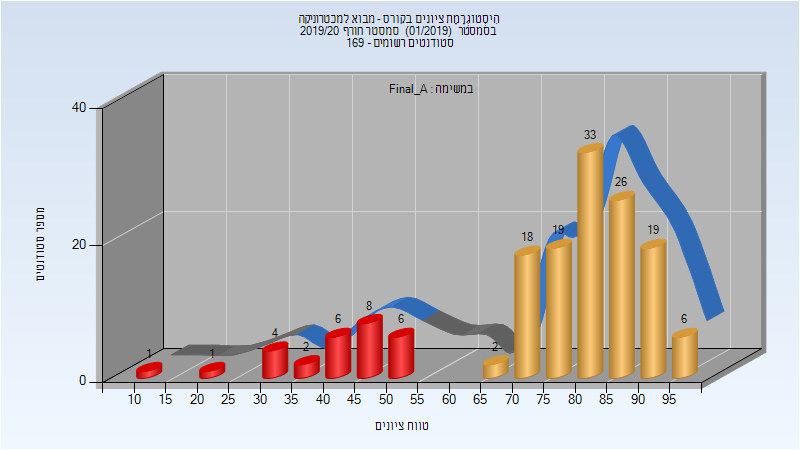 היסטוגרמת ציונים בקורס - מבוא למכטרוניקה
בסמסטר (01/2019) סמסטר חורף 2019/20
סטודנטים רשומים - 169
במשימה : Final_A
מספר סטודנטים
40
20
0
1
1
4
2
6
8
6
2
18
19
33
26
19
6
10 15 20 25 30 35 40 45 50 55 60 65 70 75 80 85 90 95
טווח ציונים